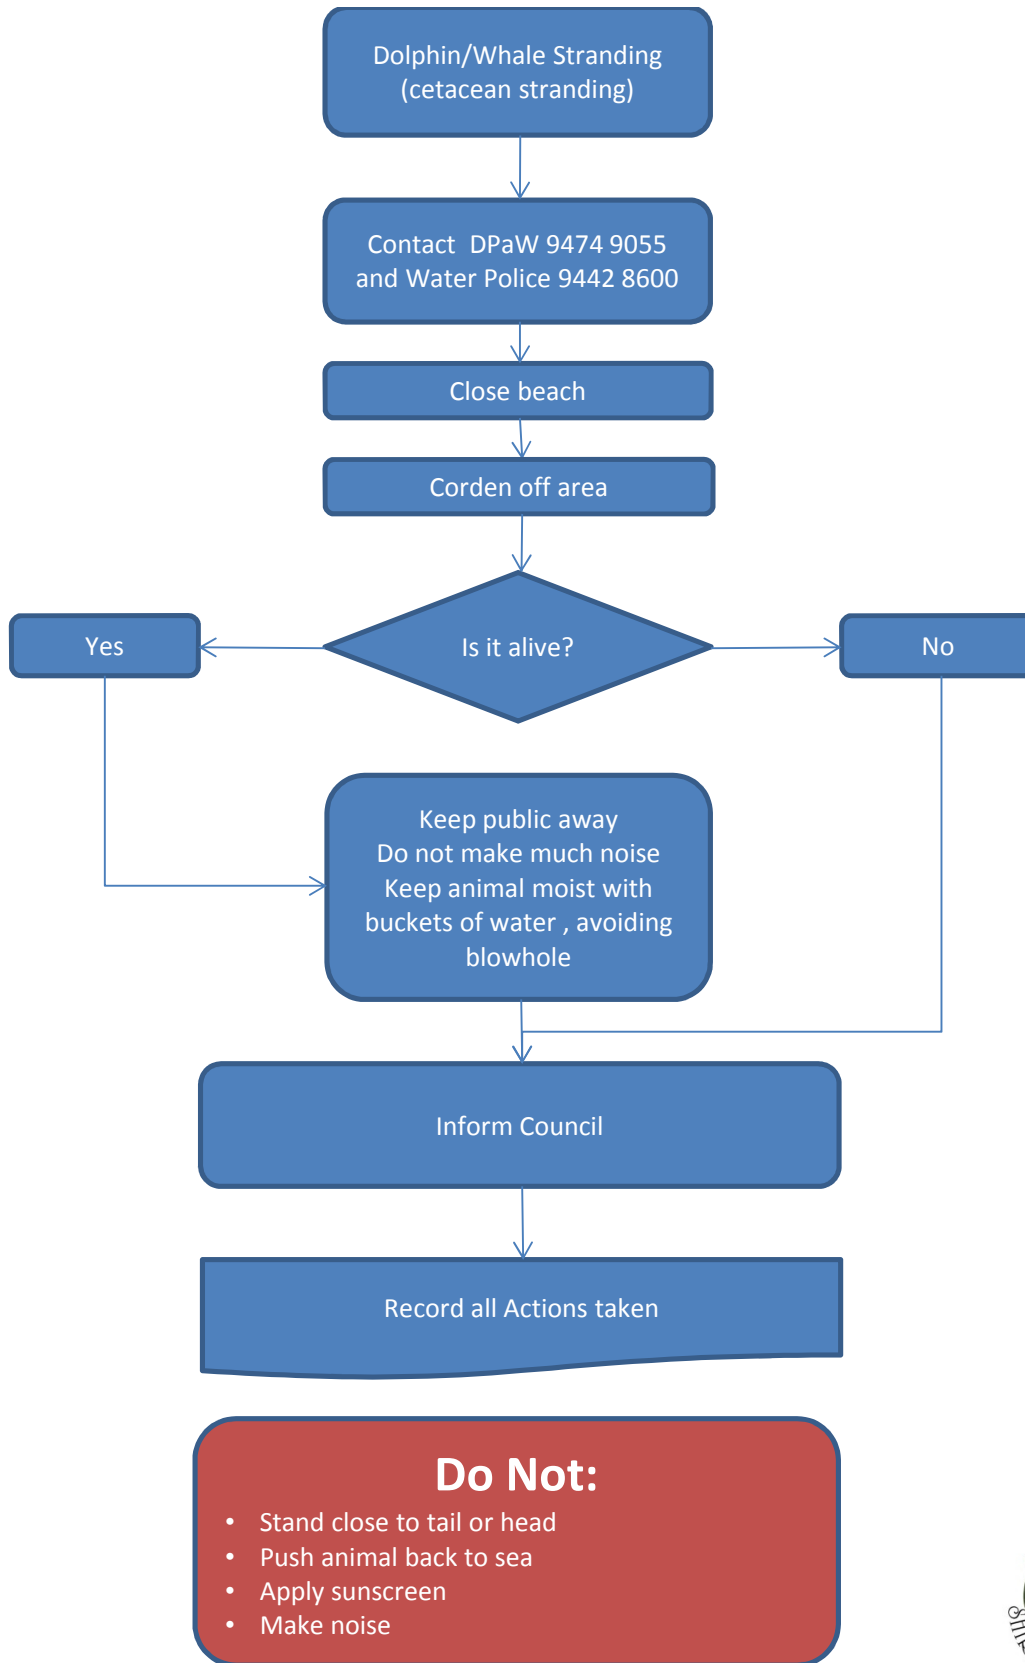 Dolphin/Whale Stranding
(cetacean stranding)
Contact DPaW 9474 9055
and Water Police 9442 8600
Close beach
Corden off area
Is it alive?
Yes
No
Keep public away
Do not make much noise
Keep animal moist with
buckets of water , avoiding
blowhole
Inform Council
Record all Actions taken
Do Not:
• Stand close to tail or head
• Push animal back to sea
• Apply sunscreen
• Make noise